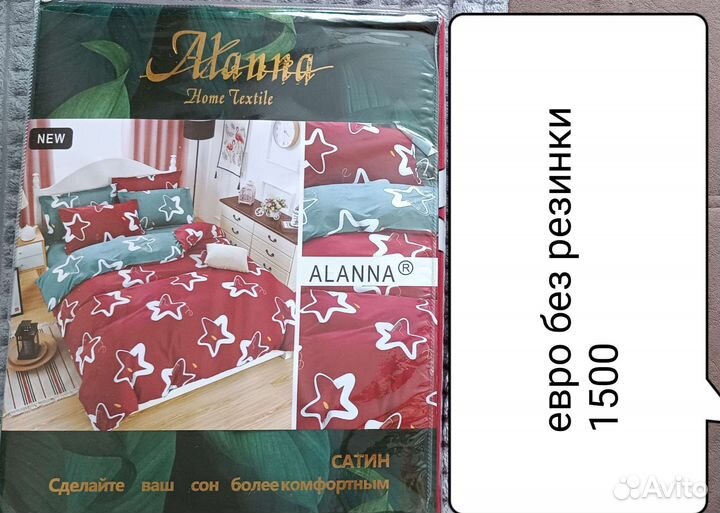 Alanna
Home Textile
NEW
ALANNA®
САТИН
Сделайте ваш сон более комфортным
евро без резинки
1500
Avito